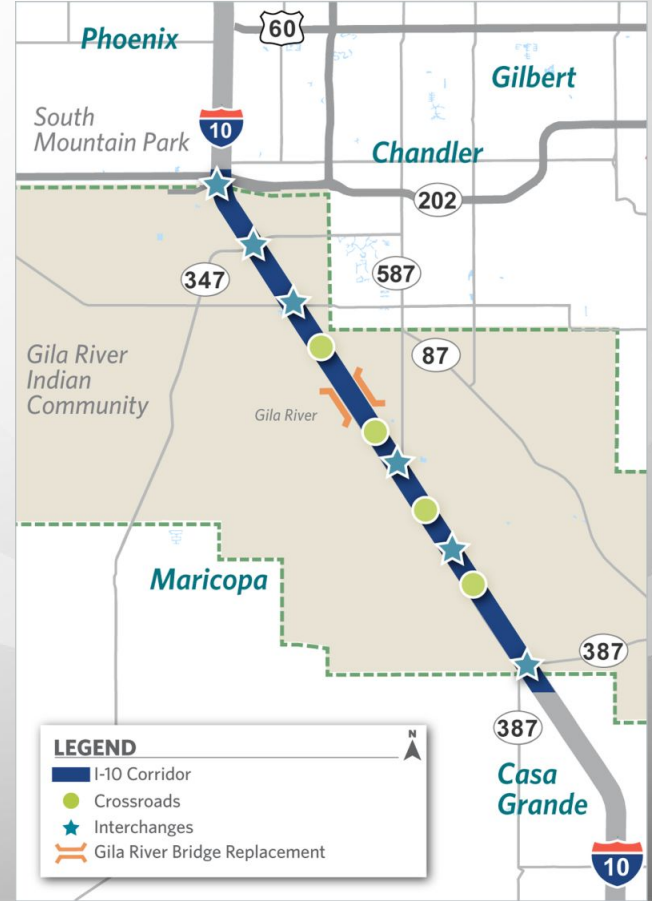 Phoenix
60
Gilbert
South
Mountain Park
10
Chandler
202
347
587
87
Gila River
Indian
Community
Gila River
Maricopa
387
387
Casa
Grande
10
LEGEND
N
I-10 Corridor
Crossroads
Interchanges
Gila River Bridge Replacement